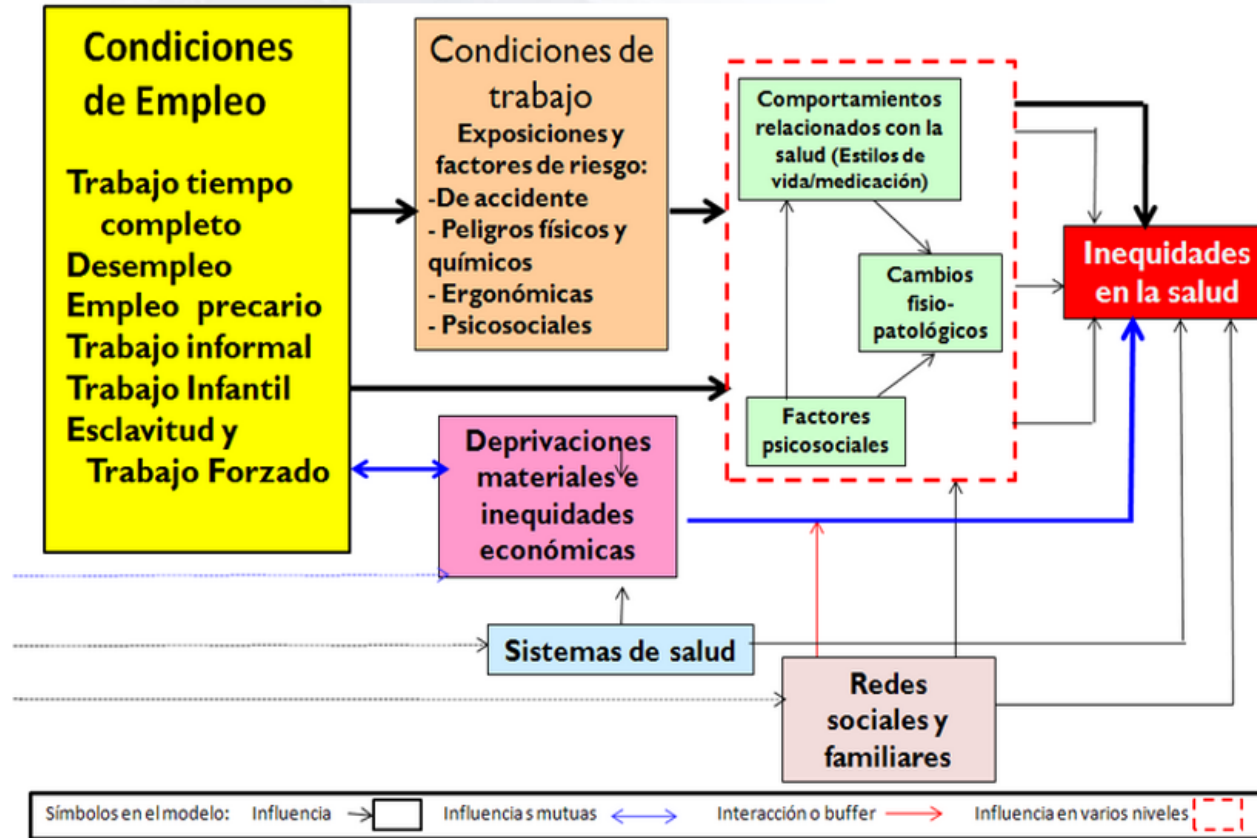 Condiciones
de Empleo
Trabajo tiempo
completo
Desempleo
Empleo precario
Trabajo informal
Trabajo Infantil
Esclavitud y
Trabajo Forzado
Condiciones de
trabajo
Exposiciones y
factores de riesgo:
-De accidente
- Peligros físicos y
químicos
- Ergonómicas
- Psicosociales
Comportamientos
relacionados con la
salud (Estilos de
vida/medicación)
Cambios
fisio-
patológicos
Factores
psicosociales
Inequidades
en la salud
Deprivaciones
materiales e
inequidades
económicas
Sistemas de salud
Redes
sociales y
familiares
Símbolos en el modelo: Influencia Influencia s mutuas Interacción o buffer Influencia en varios niveles